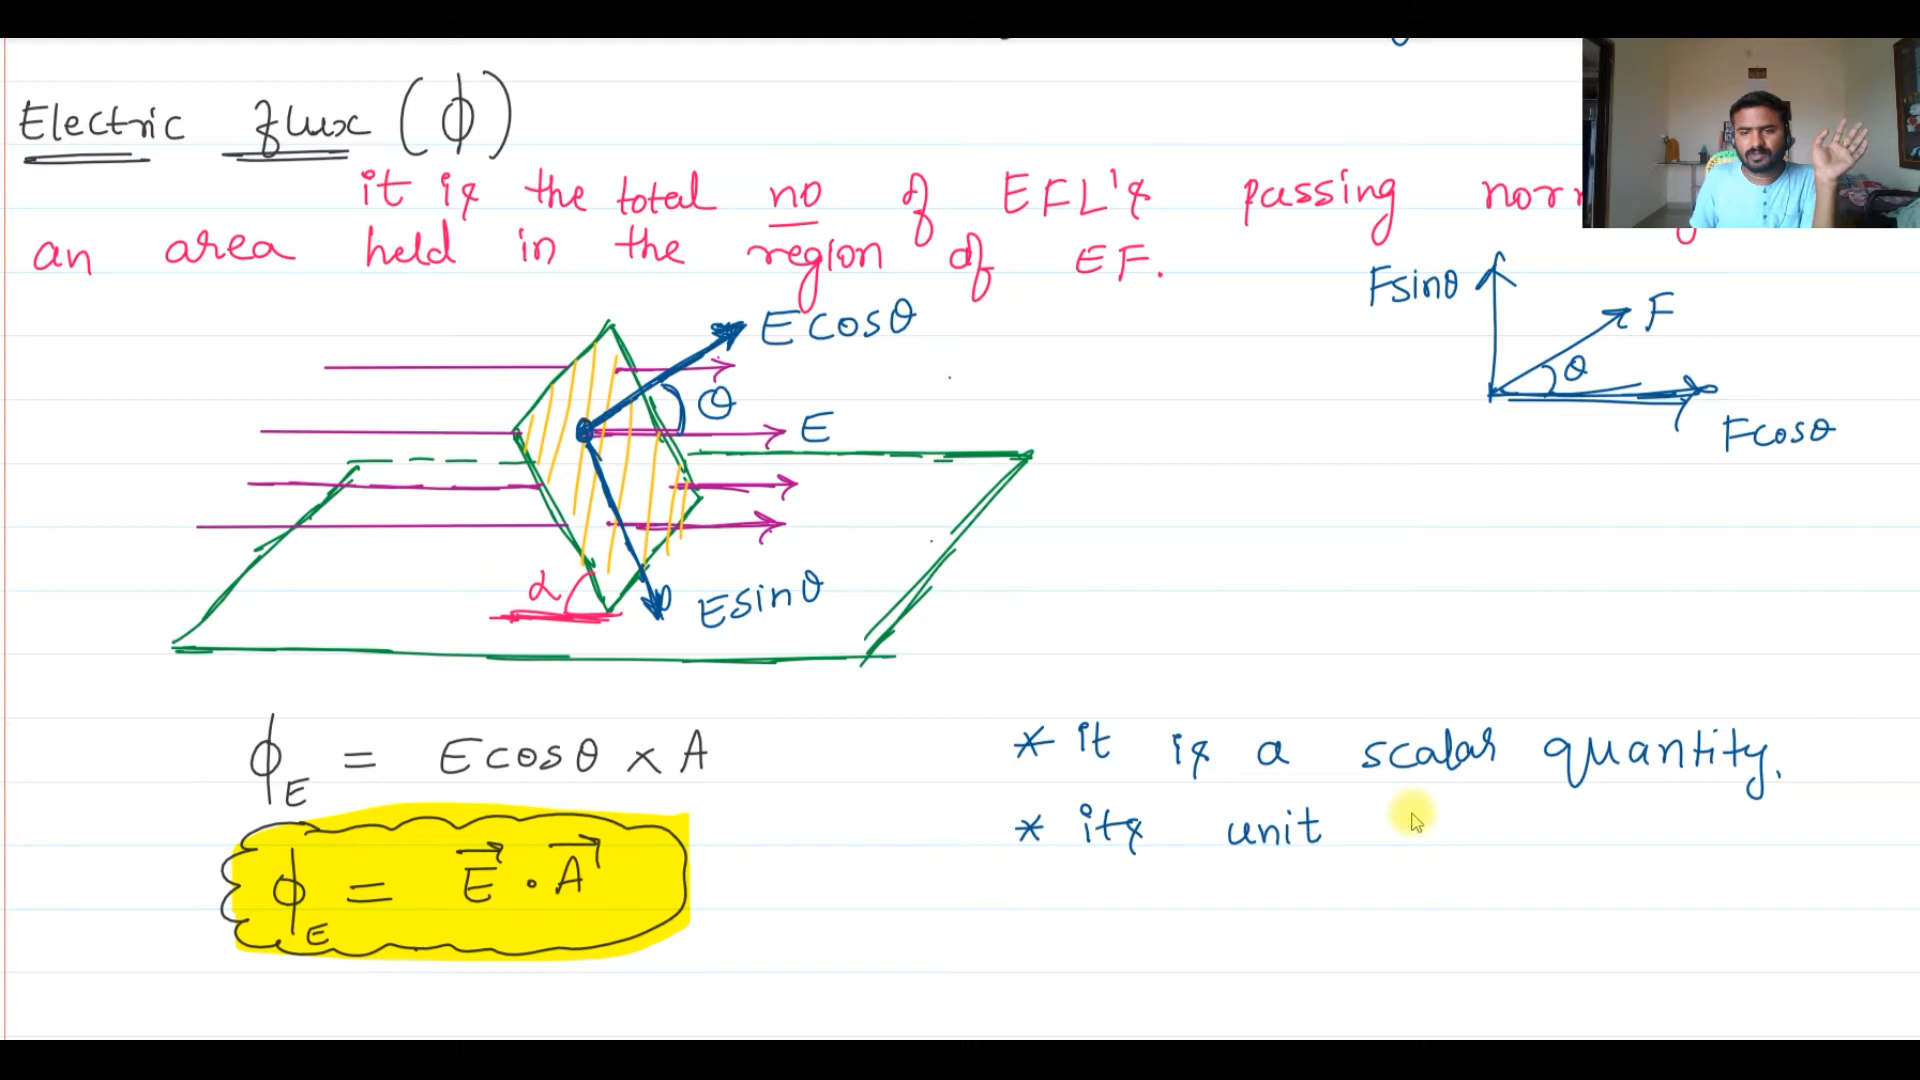 Electric flux (ϕ)
it is the total no of EFL's passing
an area held in the region of EF.
Fsinθ
F
θ
Fcosθ
Ecosθ
θ
E
α
Esinθ
ϕE = Ecosθ × A
ϕE = E⃗ · A⃗
* it is a scalar quantity.
* its unit